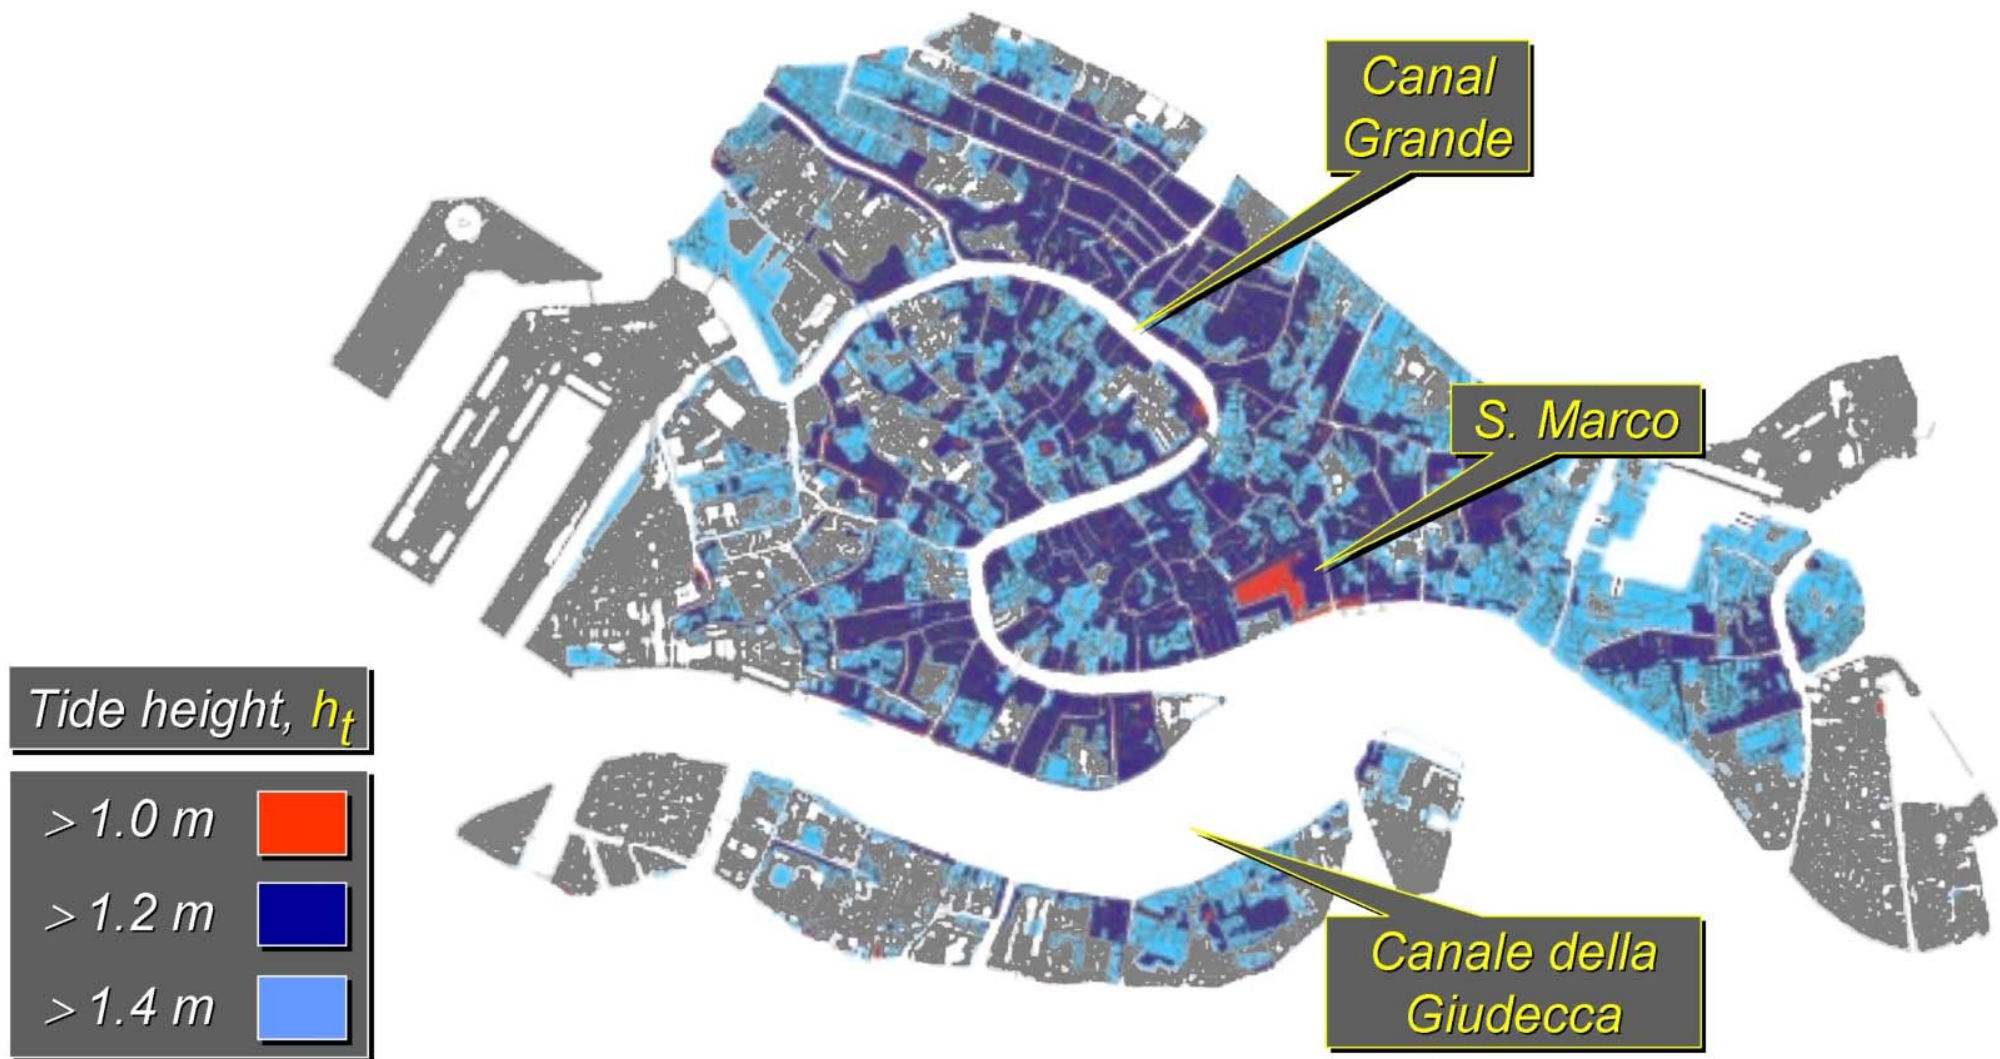 Canal
Grande
S. Marco
Tide height, ht
> 1.0 m
> 1.2 m
> 1.4 m
Canale della
Giudecca